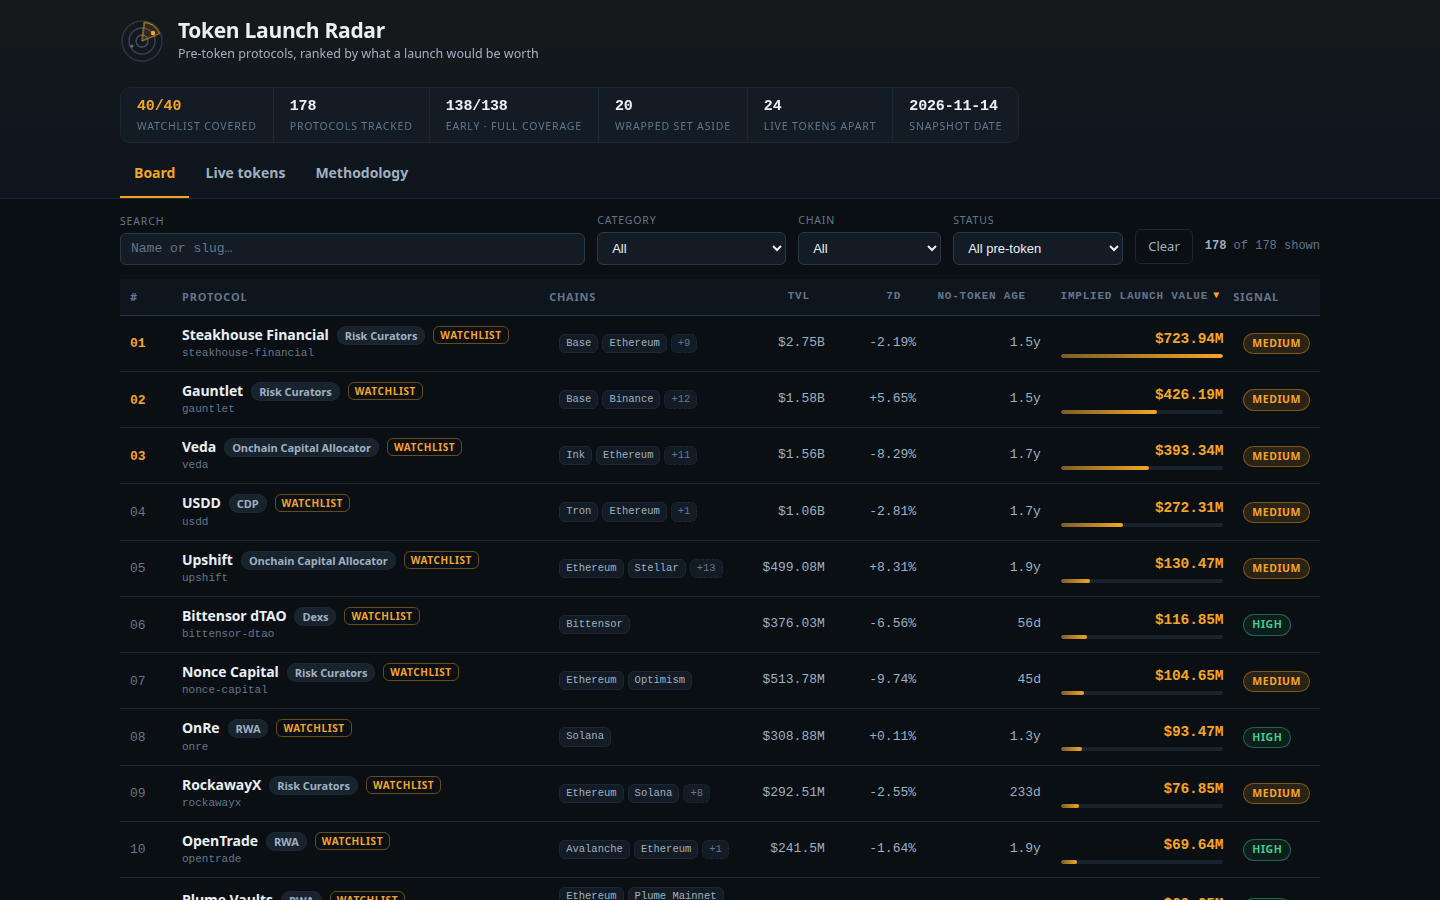 Token Launch Radar
Pre-token protocols, ranked by what a launch would be worth
40/40 178 138/138 20 24 2026-11-14
WATCHLIST COVERED PROTOCOLS TRACKED EARLY · FULL COVERAGE WRAPPED SET ASIDE LIVE TOKENS APART SNAPSHOT DATE
Board Live tokens Methodology
SEARCH CATEGORY CHAIN STATUS
Name or slug… All All All pre-token Clear 178 of 178 shown
# PROTOCOL CHAINS TVL 7D NO-TOKEN AGE IMPLIED LAUNCH VALUE ▼ SIGNAL
01 Steakhouse Financial Risk Curators WATCHLIST Base Ethereum +9 $2.75B -2.19% 1.5y $723.94M MEDIUM
steakhouse-financial
02 Gauntlet Risk Curators WATCHLIST Base Binance +12 $1.58B +5.65% 1.5y $426.19M MEDIUM
gauntlet
03 Veda Onchain Capital Allocator WATCHLIST Ink Ethereum +11 $1.56B -8.29% 1.7y $393.34M MEDIUM
veda
04 USDD CDP WATCHLIST Tron Ethereum +1 $1.06B -2.81% 1.7y $272.31M MEDIUM
usdd
05 Upshift Onchain Capital Allocator WATCHLIST Ethereum Stellar +13 $499.08M +8.31% 1.9y $130.47M MEDIUM
upshift
06 Bittensor dTAO Dexs WATCHLIST Bittensor $376.03M -6.56% 56d $116.85M HIGH
bittensor-dtao
07 Nonce Capital Risk Curators WATCHLIST Ethereum Optimism $513.78M -9.74% 45d $104.65M MEDIUM
nonce-capital
08 OnRe RWA WATCHLIST Solana $308.88M +0.11% 1.3y $93.47M HIGH
onre
09 RockawayX Risk Curators WATCHLIST Ethereum Solana +8 $292.51M -2.55% 233d $76.85M MEDIUM
rockawayx
10 OpenTrade RWA WATCHLIST Avalanche Ethereum +1 $241.5M -1.64% 1.9y $69.64M HIGH
opentrade
Plume Vaults RWA WATCHLIST Ethereum Plume Mainnet